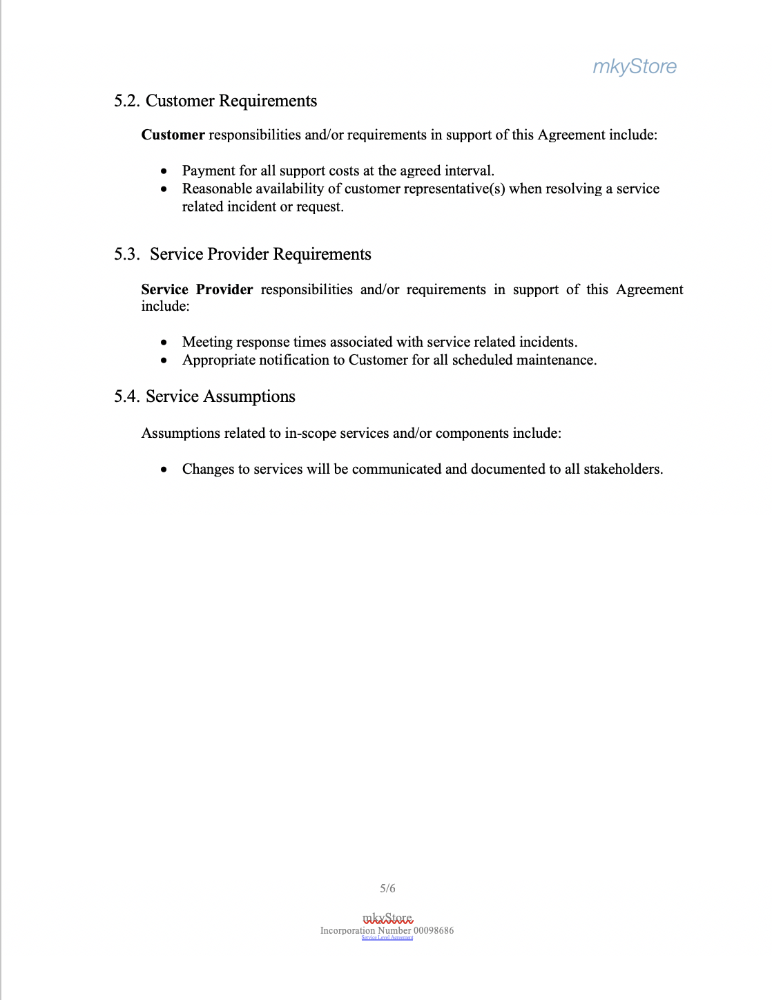 mkyStore
5.2. Customer Requirements
Customer responsibilities and/or requirements in support of this Agreement include:
• Payment for all support costs at the agreed interval.
• Reasonable availability of customer representative(s) when resolving a service
related incident or request.
5.3. Service Provider Requirements
Service Provider responsibilities and/or requirements in support of this Agreement
include:
• Meeting response times associated with service related incidents.
• Appropriate notification to Customer for all scheduled maintenance.
5.4. Service Assumptions
Assumptions related to in-scope services and/or components include:
• Changes to services will be communicated and documented to all stakeholders.
5/6
mkyStore
Incorporation Number 00098686
Service Level Agreement